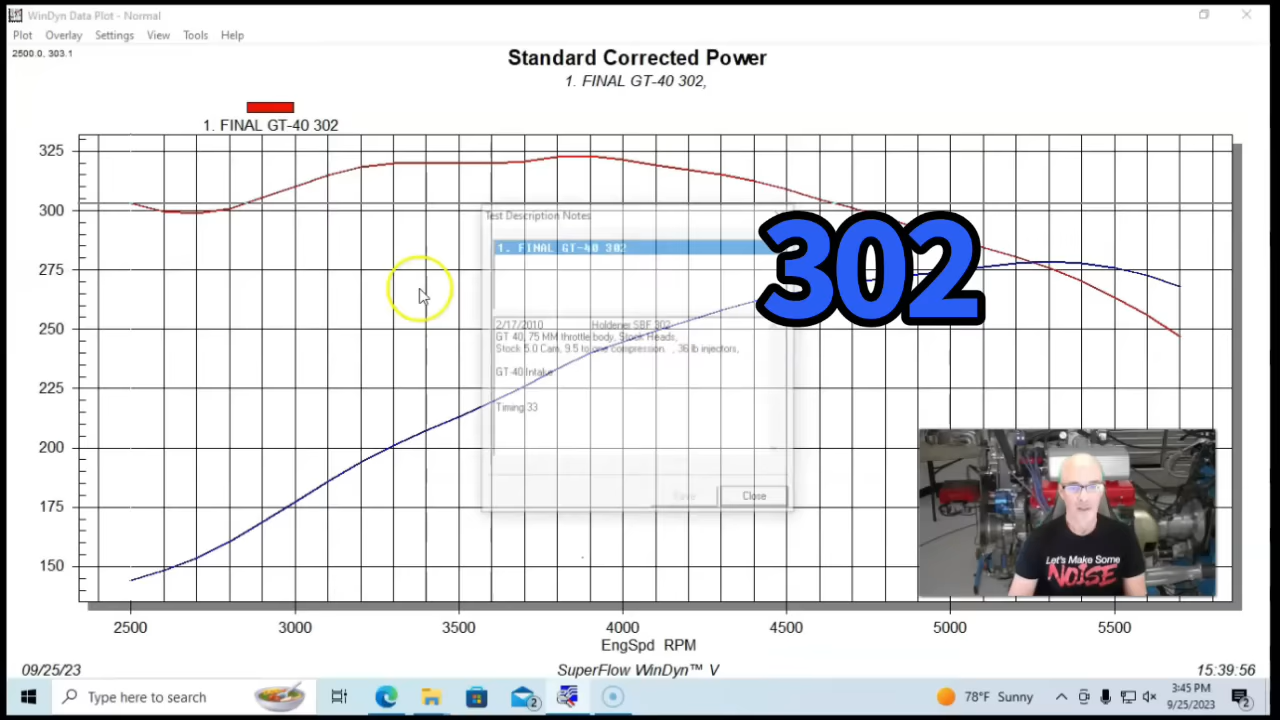 WinDyn Data Plot - Normal
Plot Overlay Settings View Tools Help
2500.0, 303.1
Standard Corrected Power
1. FINAL GT-40 302,
1. FINAL GT-40 302
325
300
275
250
225
200
175
150
Test Description Notes
1. FINAL GT-40 302
302
2/17/2010 Holdener SBF 302
GT 40, 75 MM throttle body, Stock Heads,
Stock 5.0 Cam, 9.5 to one compression. , 36 lb injectors,
GT-40 Intake
Timing 33
Save Close
Let's Make Some
NOISE
2500 3000 3500 4000 4500 5000 5500
EngSpd RPM
09/25/23 SuperFlow WinDyn™ V 15:39:56
Type here to search
2
78°F Sunny
3:45 PM
9/25/2023
2